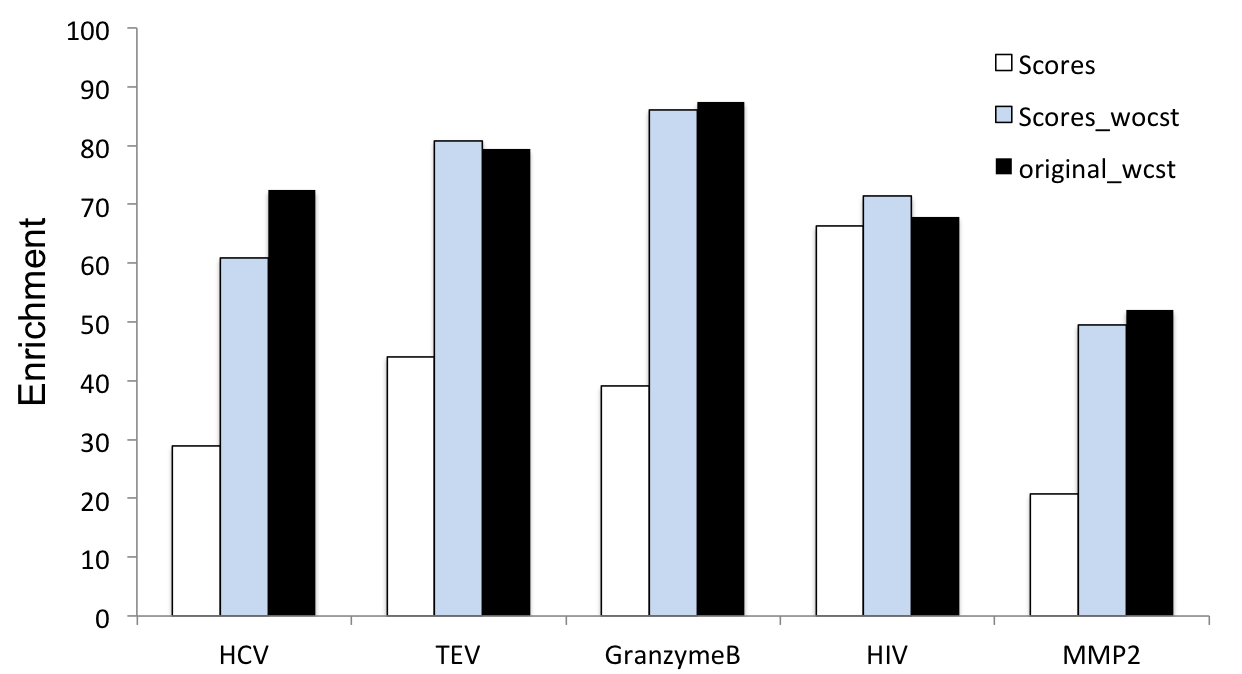 100
90
80
70
60
50
40
30
20
10
0
Enrichment
Scores
Scores_wocst
original_wcst
HCV
TEV
GranzymeB
HIV
MMP2